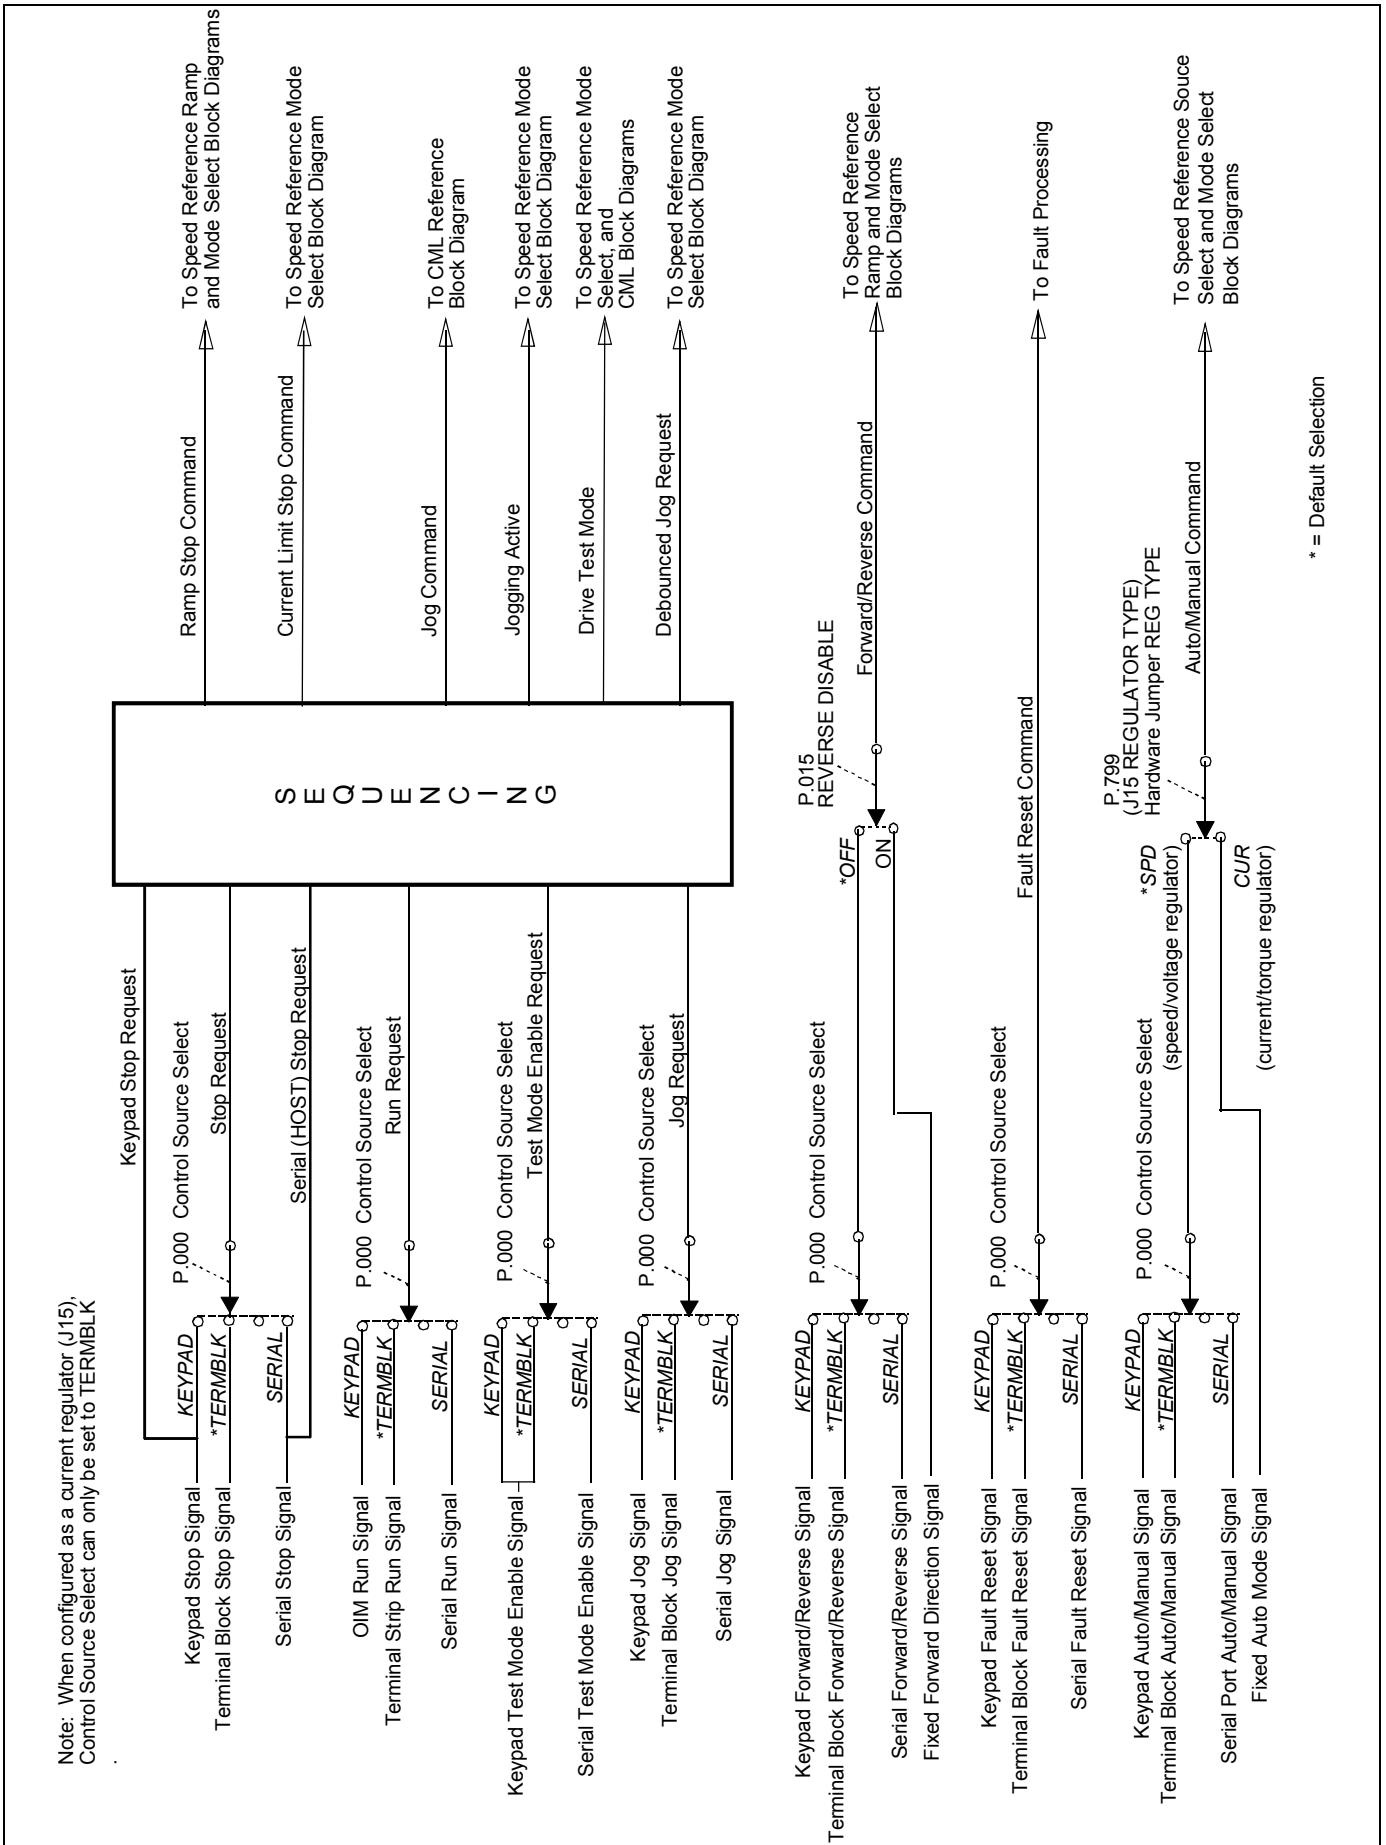 Note: When configured as a current regulator (J15),
Control Source Select can only be set to TERMBLK
.
Keypad Stop Request
Keypad Stop Signal
KEYPAD
P.000 Control Source Select
Terminal Block Stop Signal
*TERMBLK
Stop Request
Serial Stop Signal
SERIAL
Serial (HOST) Stop Request
OIM Run Signal
KEYPAD
P.000 Control Source Select
Terminal Strip Run Signal
*TERMBLK
Run Request
Serial Run Signal
SERIAL
Keypad Test Mode Enable Signal
KEYPAD
*TERMBLK
P.000 Control Source Select
Test Mode Enable Request
Serial Test Mode Enable Signal
SERIAL
Keypad Jog Signal
KEYPAD
P.000 Control Source Select
Terminal Block Jog Signal
*TERMBLK
Jog Request
Serial Jog Signal
SERIAL
SEQUENCING
Ramp Stop Command
To Speed Reference Ramp
and Mode Select Block Diagrams
Current Limit Stop Command
To Speed Reference Mode
Select Block Diagram
Jog Command
To CML Reference
Block Diagram
Jogging Active
To Speed Reference Mode
Select Block Diagram
Drive Test Mode
To Speed Reference Mode
Select, and
CML Block Diagrams
Debounced Jog Request
To Speed Reference Mode
Select Block Diagram
Keypad Forward/Reverse Signal
KEYPAD
P.000 Control Source Select
Terminal Block Forward/Reverse Signal
*TERMBLK
Serial Forward/Reverse Signal
SERIAL
Fixed Forward Direction Signal
*OFF
ON
P.015
REVERSE DISABLE
Forward/Reverse Command
To Speed Reference
Ramp and Mode Select
Block Diagrams
Keypad Fault Reset Signal
KEYPAD
P.000 Control Source Select
Terminal Block Fault Reset Signal
*TERMBLK
Serial Fault Reset Signal
SERIAL
Fault Reset Command
To Fault Processing
Keypad Auto/Manual Signal
KEYPAD
P.000 Control Source Select
Terminal Block Auto/Manual Signal
*TERMBLK
Serial Port Auto/Manual Signal
SERIAL
Fixed Auto Mode Signal
*SPD
(speed/voltage regulator)
CUR
(current/torque regulator)
P.799
(J15 REGULATOR TYPE)
Hardware Jumper REG TYPE
Auto/Manual Command
To Speed Reference Souce
Select and Mode Select
Block Diagrams
* = Default Selection